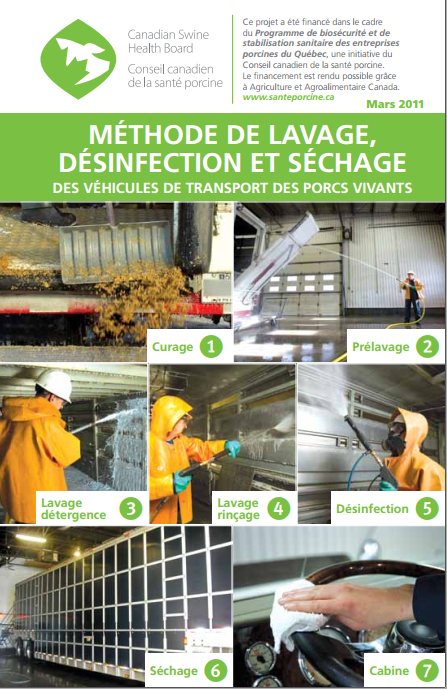 Canadian Swine
Health Board
Conseil canadien
de la santé porcine
Ce projet a été financé dans le cadre
du Programme de biosécurité et de
stabilisation sanitaire des entreprises
porcines du Québec, une initiative du
Conseil canadien de la santé porcine.
Le financement est rendu possible grâce
à Agriculture et Agroalimentaire Canada.
www.santeporcine.ca
Mars 2011
MÉTHODE DE LAVAGE,
DÉSINFECTION ET SÉCHAGE
DES VÉHICULES DE TRANSPORT DES PORCS VIVANTS
Curage 1
Prélavage 2
Lavage
détergence 3
Lavage
rinçage 4
Désinfection 5
Séchage 6
Cabine 7